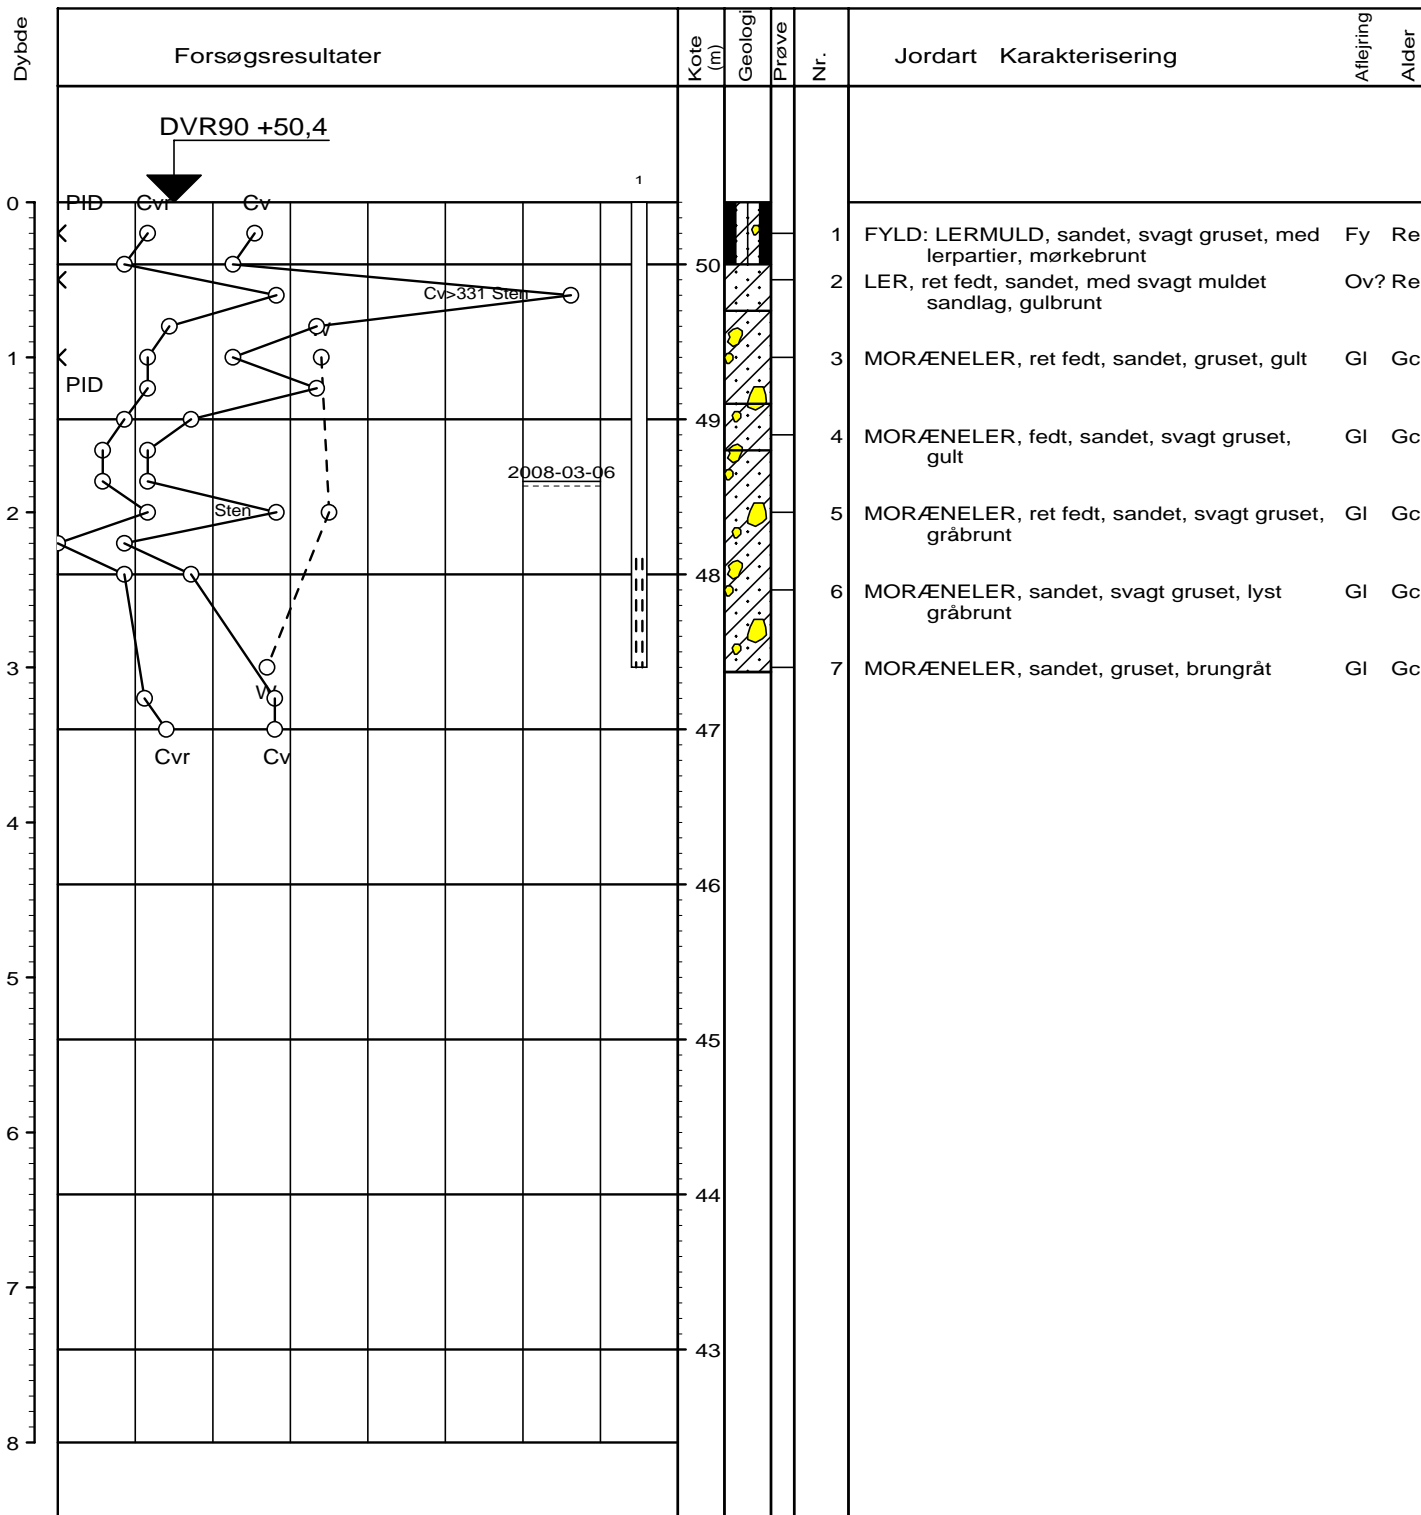 Dybde
Forsøgsresultater
Kote
(m)
Geologi
Prøve
Nr.
Jordart Karakterisering
Aflejring
Alder
DVR90 +50,4
1
0
PID Cvr Cv
1 FYLD: LERMULD, sandet, svagt gruset, med Fy Re
lerpartier, mørkebrunt
50
2 LER, ret fedt, sandet, med svagt muldet Ov? Re
sandlag, gulbrunt
Cv>331 Sten
W
1
3 MORÆNELER, ret fedt, sandet, gruset, gult Gl Gc
PID
49
4 MORÆNELER, fedt, sandet, svagt gruset, Gl Gc
gult
2008-03-06
2
Sten
5 MORÆNELER, ret fedt, sandet, svagt gruset, Gl Gc
gråbrunt
48
6 MORÆNELER, sandet, svagt gruset, lyst Gl Gc
gråbrunt
3
7 MORÆNELER, sandet, gruset, brungråt Gl Gc
W
47
Cvr Cv
4
46
5
45
6
44
7
43
8